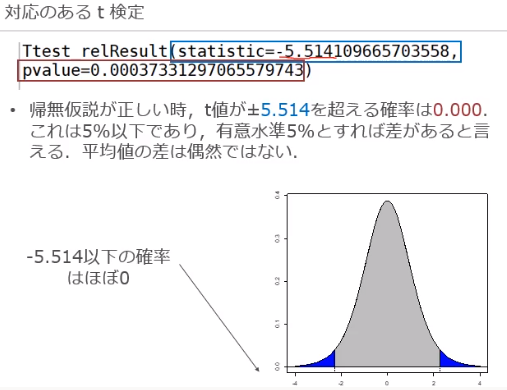 対応のある t 検定
Ttest_relResult(statistic=-5.514109665703558,
pvalue=0.00037331297065579743)
• 帰無仮説が正しい時，t値が±5.514を超える確率は0.000．
これは5%以下であり，有意水準5%とすれば差があると言
える．平均値の差は偶然ではない．
-5.514以下の確率
はほぼ0
0.4
0.3
0.2
0.1
0.0
-4 -2 0 2 4